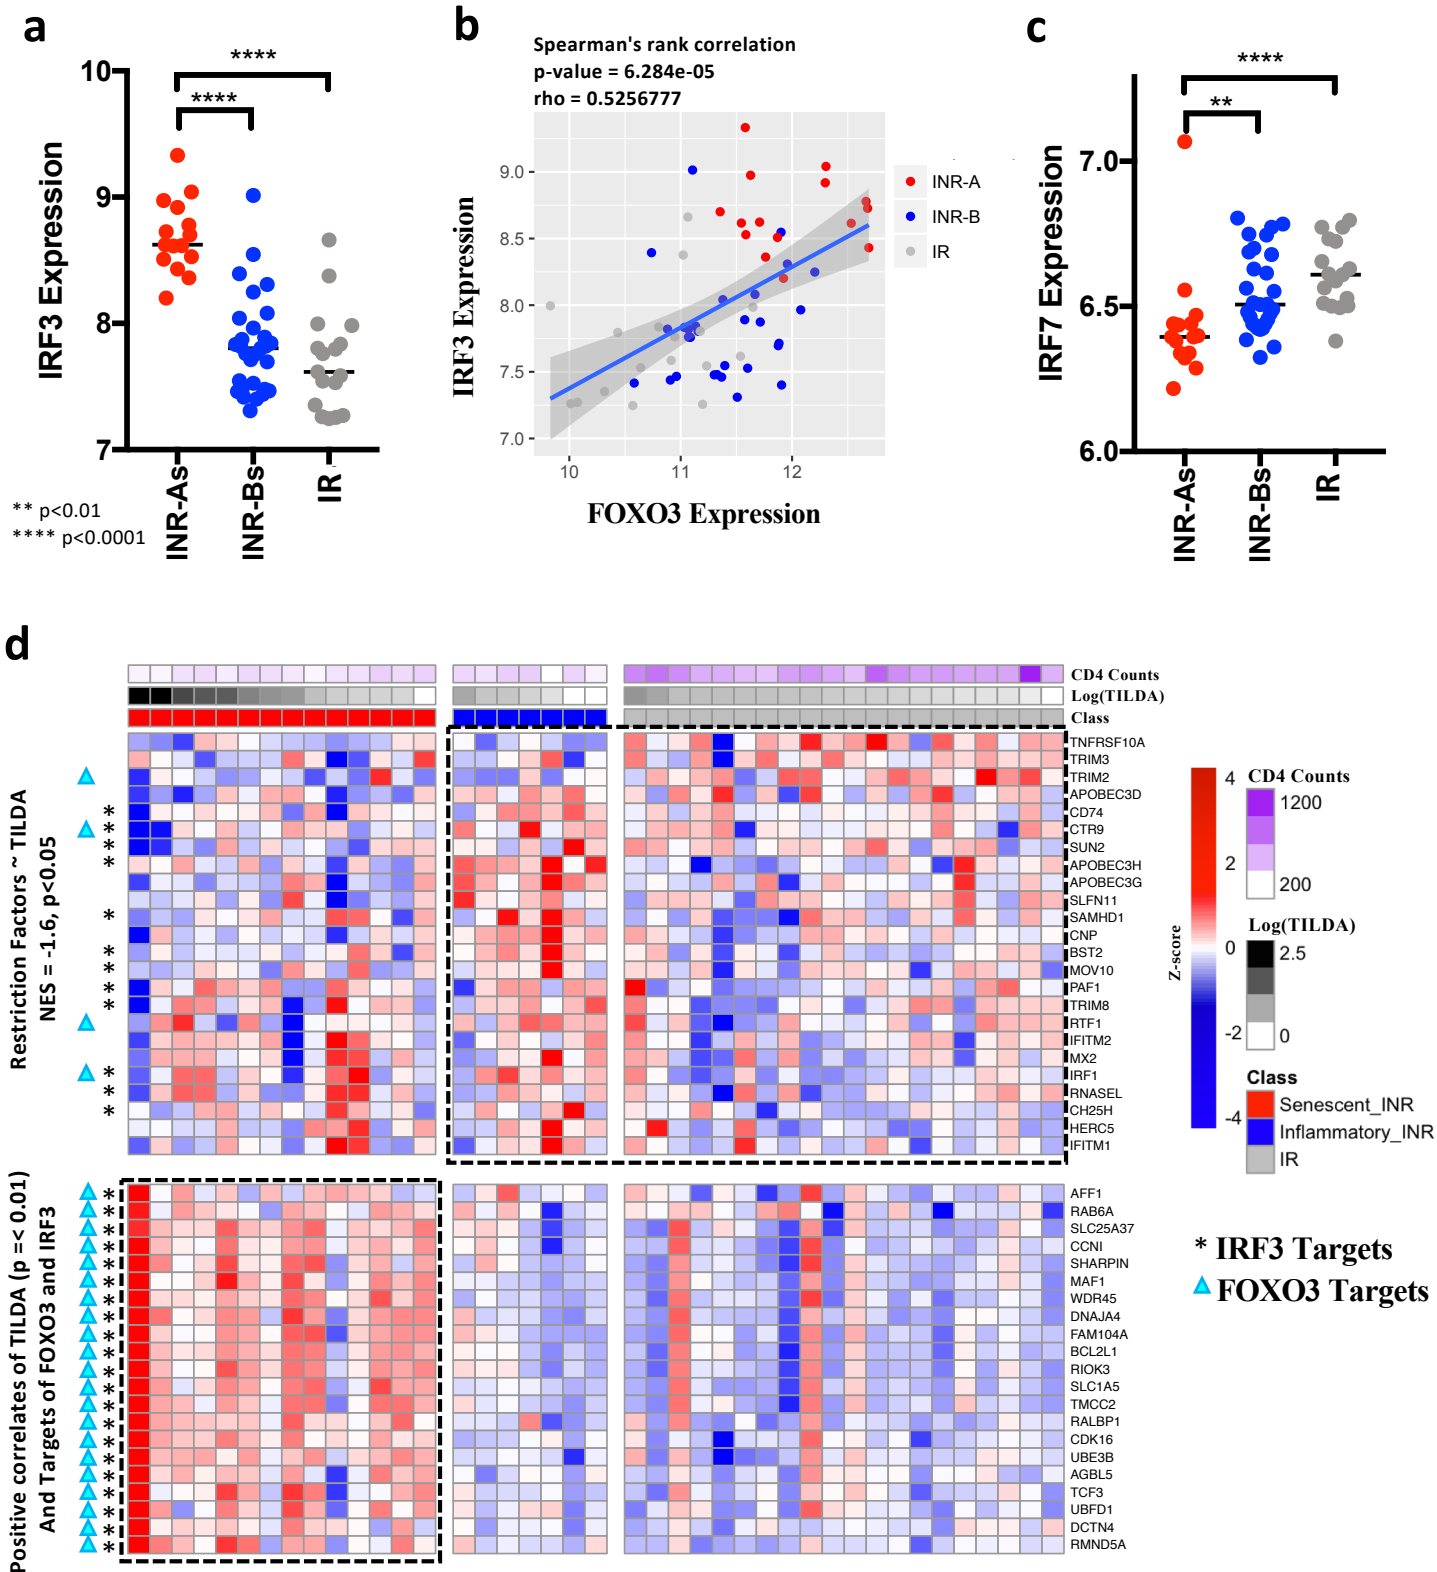 a
b
c
Spearman's rank correlation
p-value = 6.284e-05
rho = 0.5256777
****
****
10
9
8
7
IRF3 Expression
INR-As
INR-Bs
IR
** p<0.01
**** p<0.0001
9.0
8.5
8.0
7.5
7.0
IRF3 Expression
10
11
12
FOXO3 Expression
INR-A
INR-B
IR
****
**
7.0
6.5
6.0
IRF7 Expression
INR-As
INR-Bs
IR
d
CD4 Counts
Log(TILDA)
Class
Restriction Factors ~ TILDA
NES = -1.6, p<0.05
TNFRSF10A
TRIM3
TRIM2
APOBEC3D
CD74
CTR9
SUN2
APOBEC3H
APOBEC3G
SLFN11
SAMHD1
CNP
BST2
MOV10
PAF1
TRIM8
RTF1
IFITM2
MX2
IRF1
RNASEL
CH25H
HERC5
IFITM1
Positive correlates of TILDA (p =< 0.01)
And Targets of FOXO3 and IRF3
AFF1
RAB6A
SLC25A37
CCNI
SHARPIN
MAF1
WDR45
DNAJA4
FAM104A
BCL2L1
RIOK3
SLC1A5
TMCC2
RALBP1
CDK16
UBE3B
AGBL5
TCF3
UBFD1
DCTN4
RMND5A
Z-score
4
2
0
-2
-4
CD4 Counts
1200
200
Log(TILDA)
2.5
0
Class
Senescent_INR
Inflammatory_INR
IR
* IRF3 Targets
FOXO3 Targets